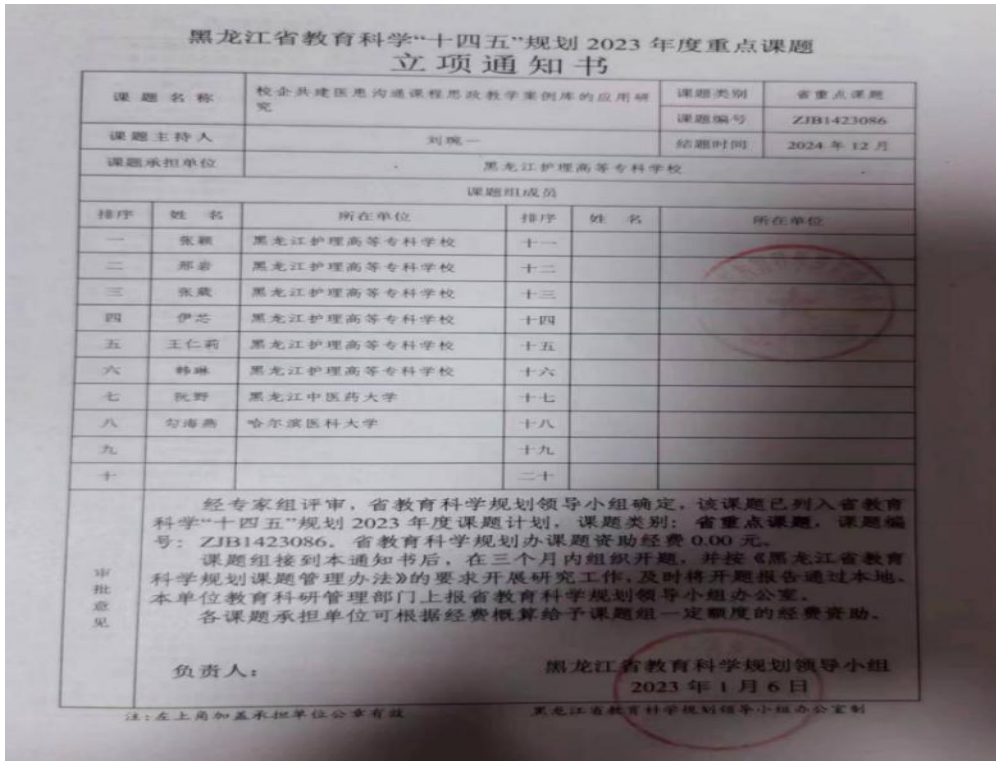 黑龙江省教育科学“十四五”规划 2023 年度重点课题
立项通知书
课题名称 校企共建医患沟通课程思政教学案例库的应用研究 课题类别 省重点课题
课题编号 ZJB1423086
课题主持人 刘琬一 结题时间 2024 年 12 月
课题承担单位 黑龙江护理高等专科学校
课题组成员
排序 姓 名 所在单位 排序 姓 名 所在单位
一 张颖 黑龙江护理高等专科学校 十一
二 邢岩 黑龙江护理高等专科学校 十二
三 张葳 黑龙江护理高等专科学校 十三
四 伊芯 黑龙江护理高等专科学校 十四
五 王仁莉 黑龙江护理高等专科学校 十五
六 韩琳 黑龙江护理高等专科学校 十六
七 阮野 黑龙江中医药大学 十七
八 勾海燕 哈尔滨医科大学 十八
九 十九
十 二十
审批意见
经专家组评审，省教育科学规划领导小组确定，该课题已列入省教育
科学“十四五”规划 2023 年度课题计划，课题类别：省重点课题，课题编
号：ZJB1423086。省教育科学规划办课题资助经费 0.00 元。
课题组接到本通知书后，在三个月内组织开题，并按《黑龙江省教育
科学规划课题管理办法》的要求开展研究工作，及时将开题报告通过本地、
本单位教育科研管理部门上报省教育科学规划领导小组办公室。
各课题承担单位可根据经费概算给予课题组一定额度的经费资助。
负责人： 黑龙江省教育科学规划领导小组
2023 年 1 月 6 日
注：左上角加盖承担单位公章有效 黑龙江省教育科学规划领导小组办公室制